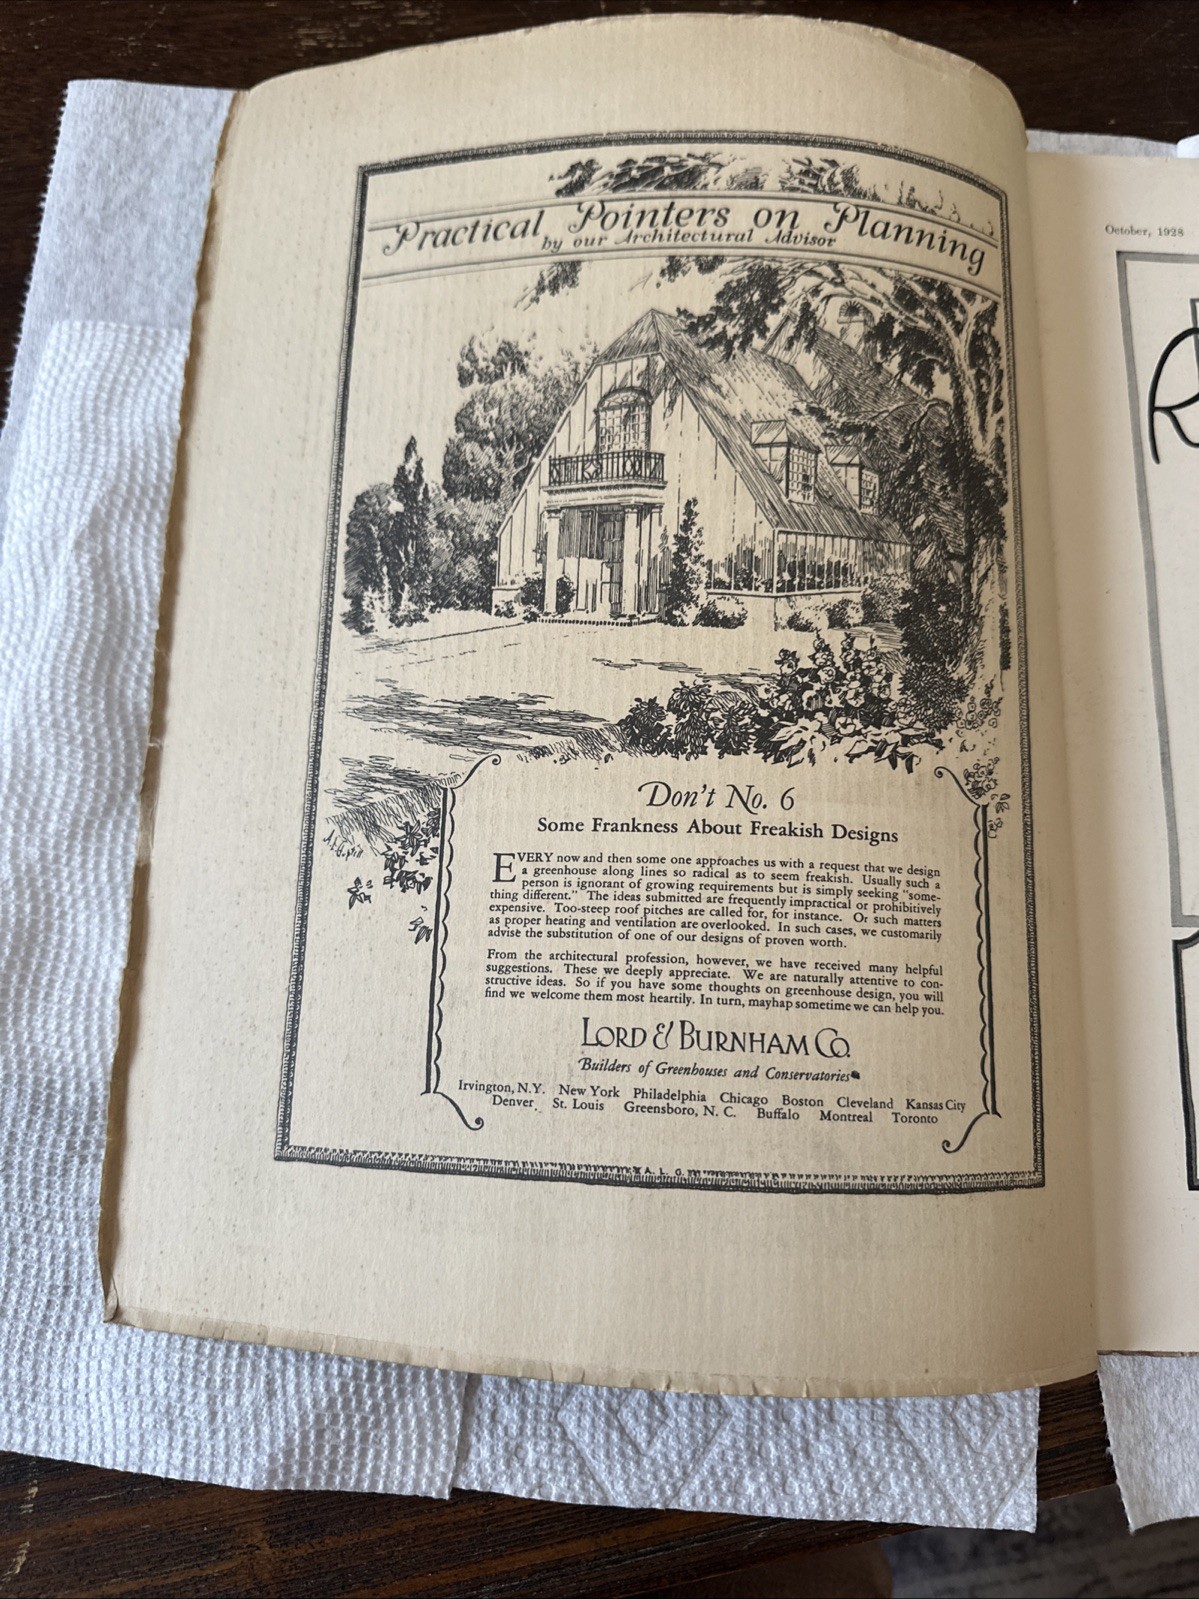 Practical Pointers on Planning
by our Architectural Advisor
October, 1928
Don't No. 6
Some Frankness About Freakish Designs
EVERY now and then some one approaches us with a request that we design
a greenhouse along lines so radical as to seem freakish. Usually such a
person is ignorant of growing requirements but is simply seeking "some-
thing different." The ideas submitted are frequently impractical or prohibitively
expensive. Too-steep roof pitches are called for, for instance. Or such matters
as proper heating and ventilation are overlooked. In such cases, we customarily
advise the substitution of one of our designs of proven worth.
From the architectural profession, however, we have received many helpful
suggestions. These we deeply appreciate. We are naturally attentive to con-
structive ideas. So if you have some thoughts on greenhouse design, you will
find we welcome them most heartily. In turn, mayhap sometime we can help you.
LORD & BURNHAM CO.
Builders of Greenhouses and Conservatories
Irvington, N.Y. New York Philadelphia Chicago Boston Cleveland Kansas City
Denver St. Louis Greensboro, N. C. Buffalo Montreal Toronto
A. L. G.